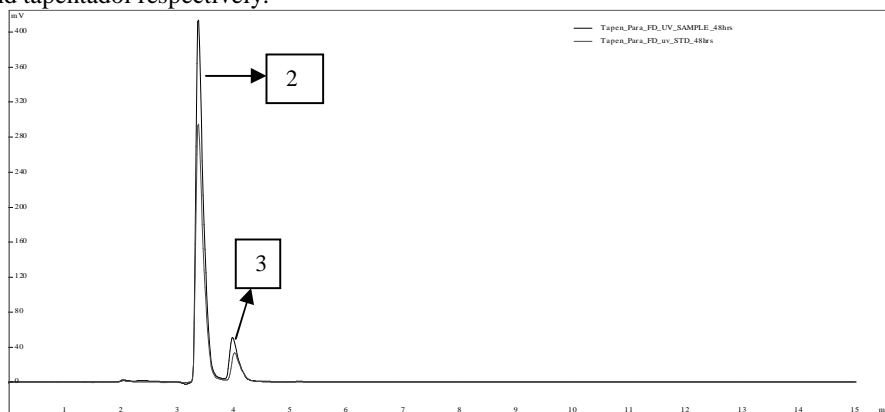 nd tapentadol respectively.
mV
Tapen_Para_FD_UV_SAMPLE_48hrs
Tapen_Para_FD_uv_STD_48hrs
400
360
320
280
240
200
160
120
80
40
0
2
3
1 2 3 4 5 6 7 8 9 10 11 12 13 14 15 m